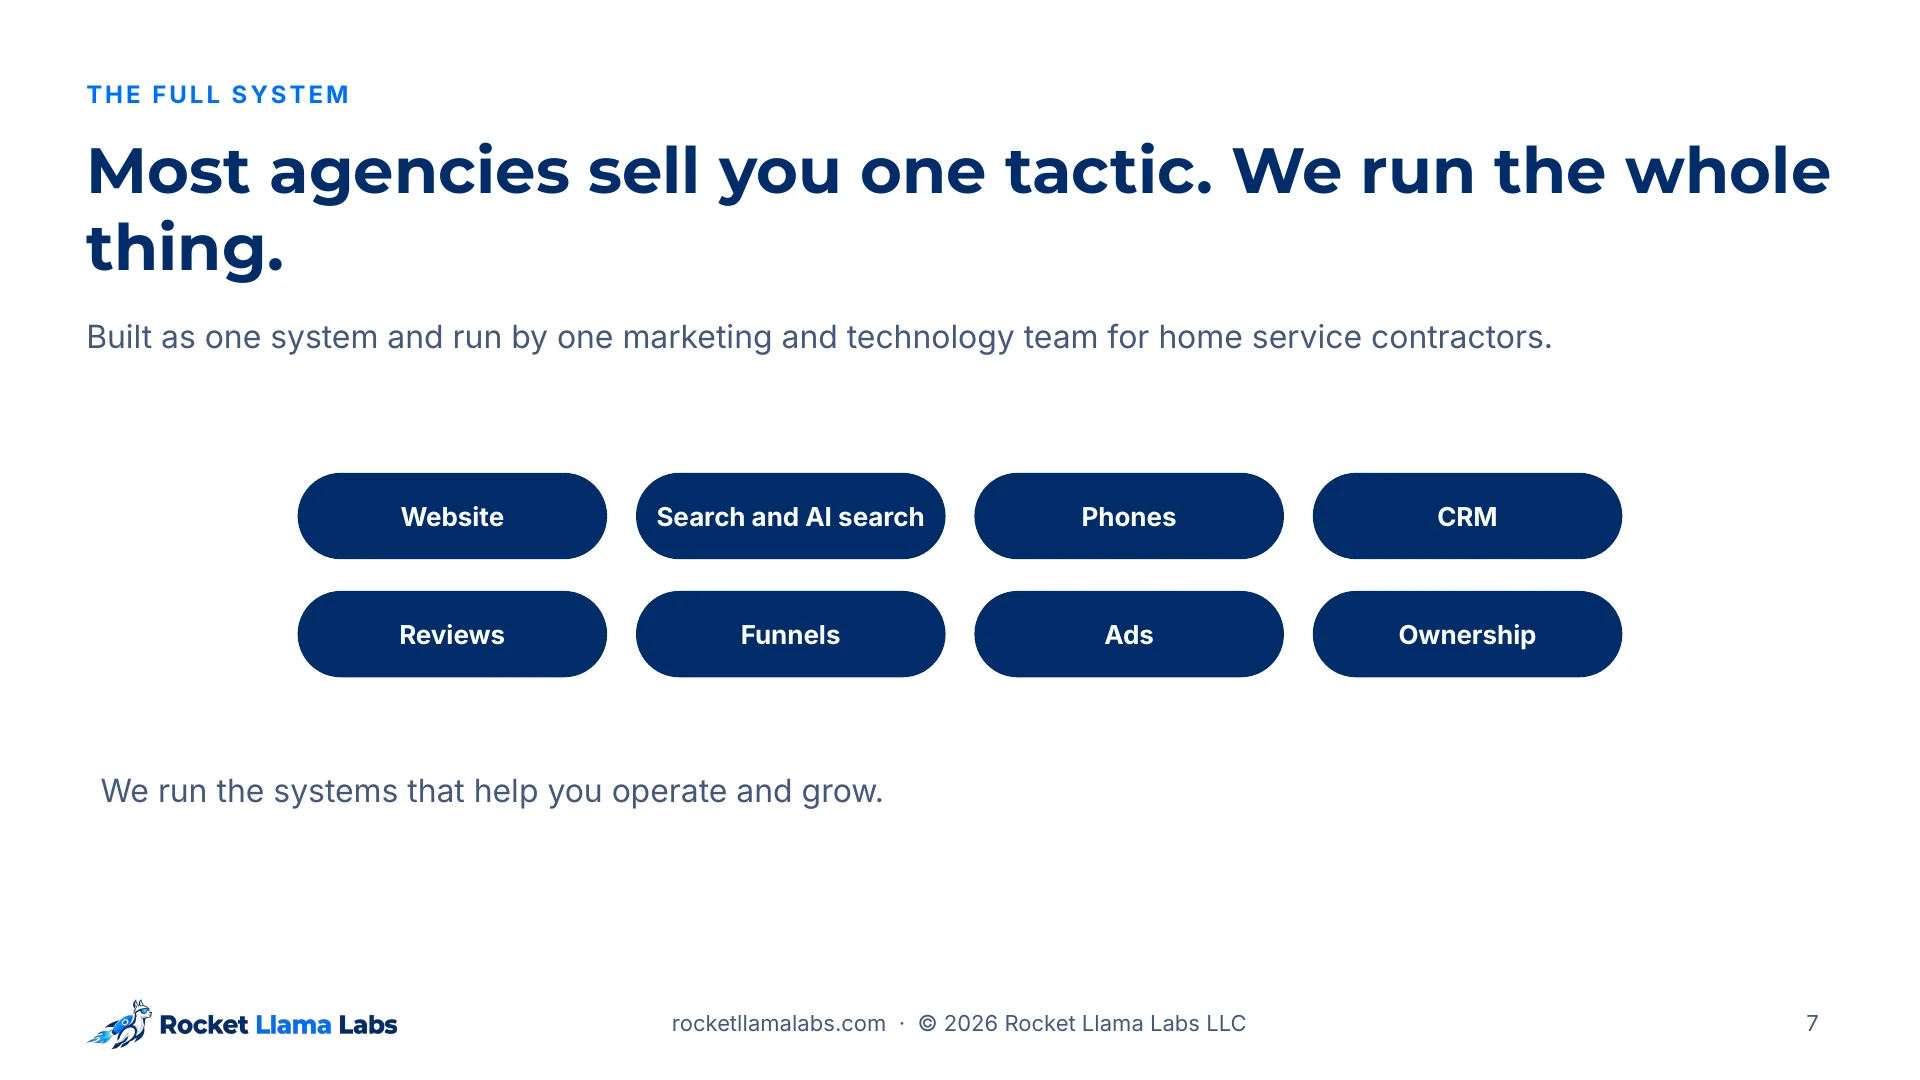 THE FULL SYSTEM
Most agencies sell you one tactic. We run the whole
thing.
Built as one system and run by one marketing and technology team for home service contractors.
Website
Search and AI search
Phones
CRM
Reviews
Funnels
Ads
Ownership
We run the systems that help you operate and grow.
Rocket Llama Labs
rocketllamalabs.com · © 2026 Rocket Llama Labs LLC
7